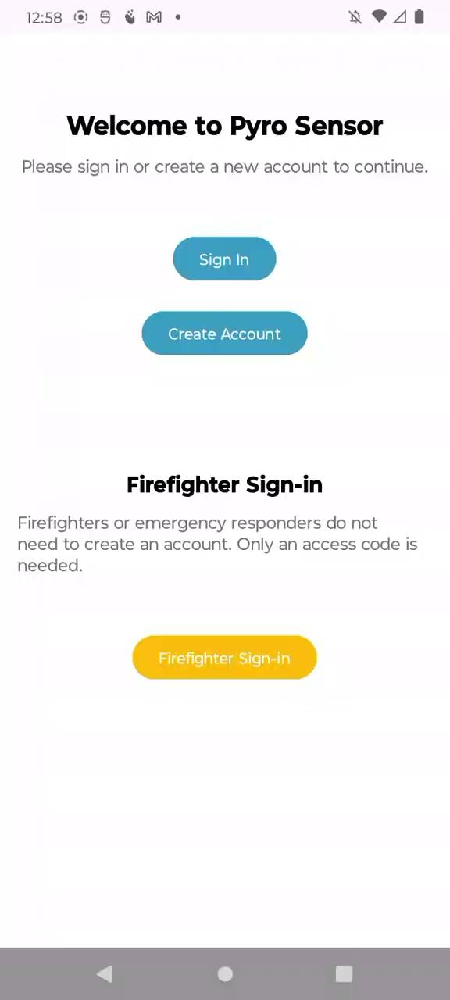 12:58
Welcome to Pyro Sensor
Please sign in or create a new account to continue.
Sign In
Create Account
Firefighter Sign-in
Firefighters or emergency responders do not
need to create an account. Only an access code is
needed.
Firefighter Sign-in